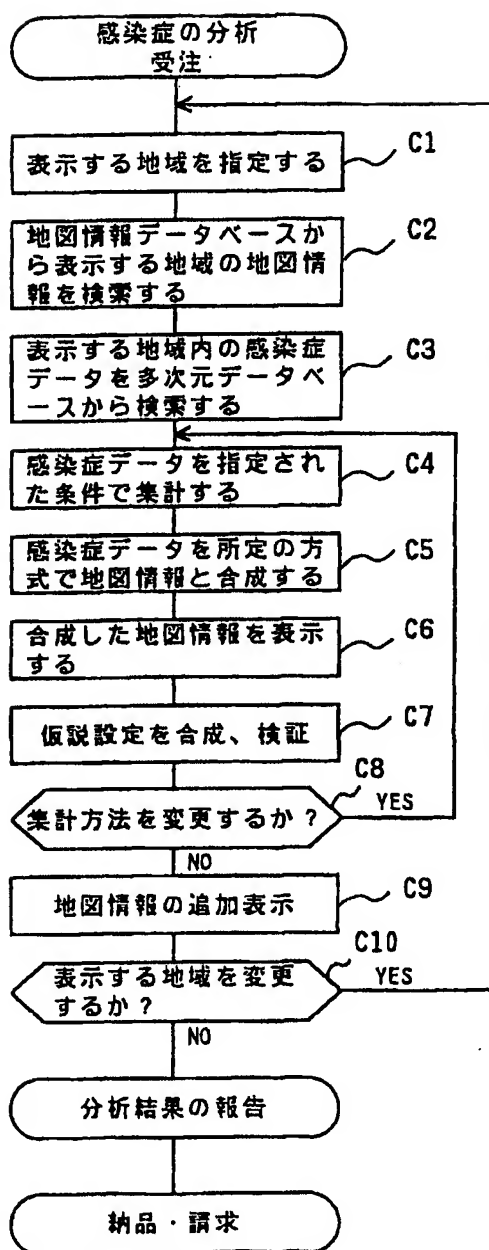 感染症の分析
受注
表示する地域を指定する
C1
地図情報データベースか
ら表示する地域の地図情
報を検索する
C2
表示する地域内の感染症
データを多次元データベ
ースから検索する
C3
感染症データを指定され
た条件で集計する
C4
感染症データを所定の方
式で地図情報と合成する
C5
合成した地図情報を表示
する
C6
仮説設定を合成、検証
C7
集計方法を変更するか?
C8
YES
NO
地図情報の追加表示
C9
表示する地域を変更
するか?
C10
YES
NO
分析結果の報告
納品・請求